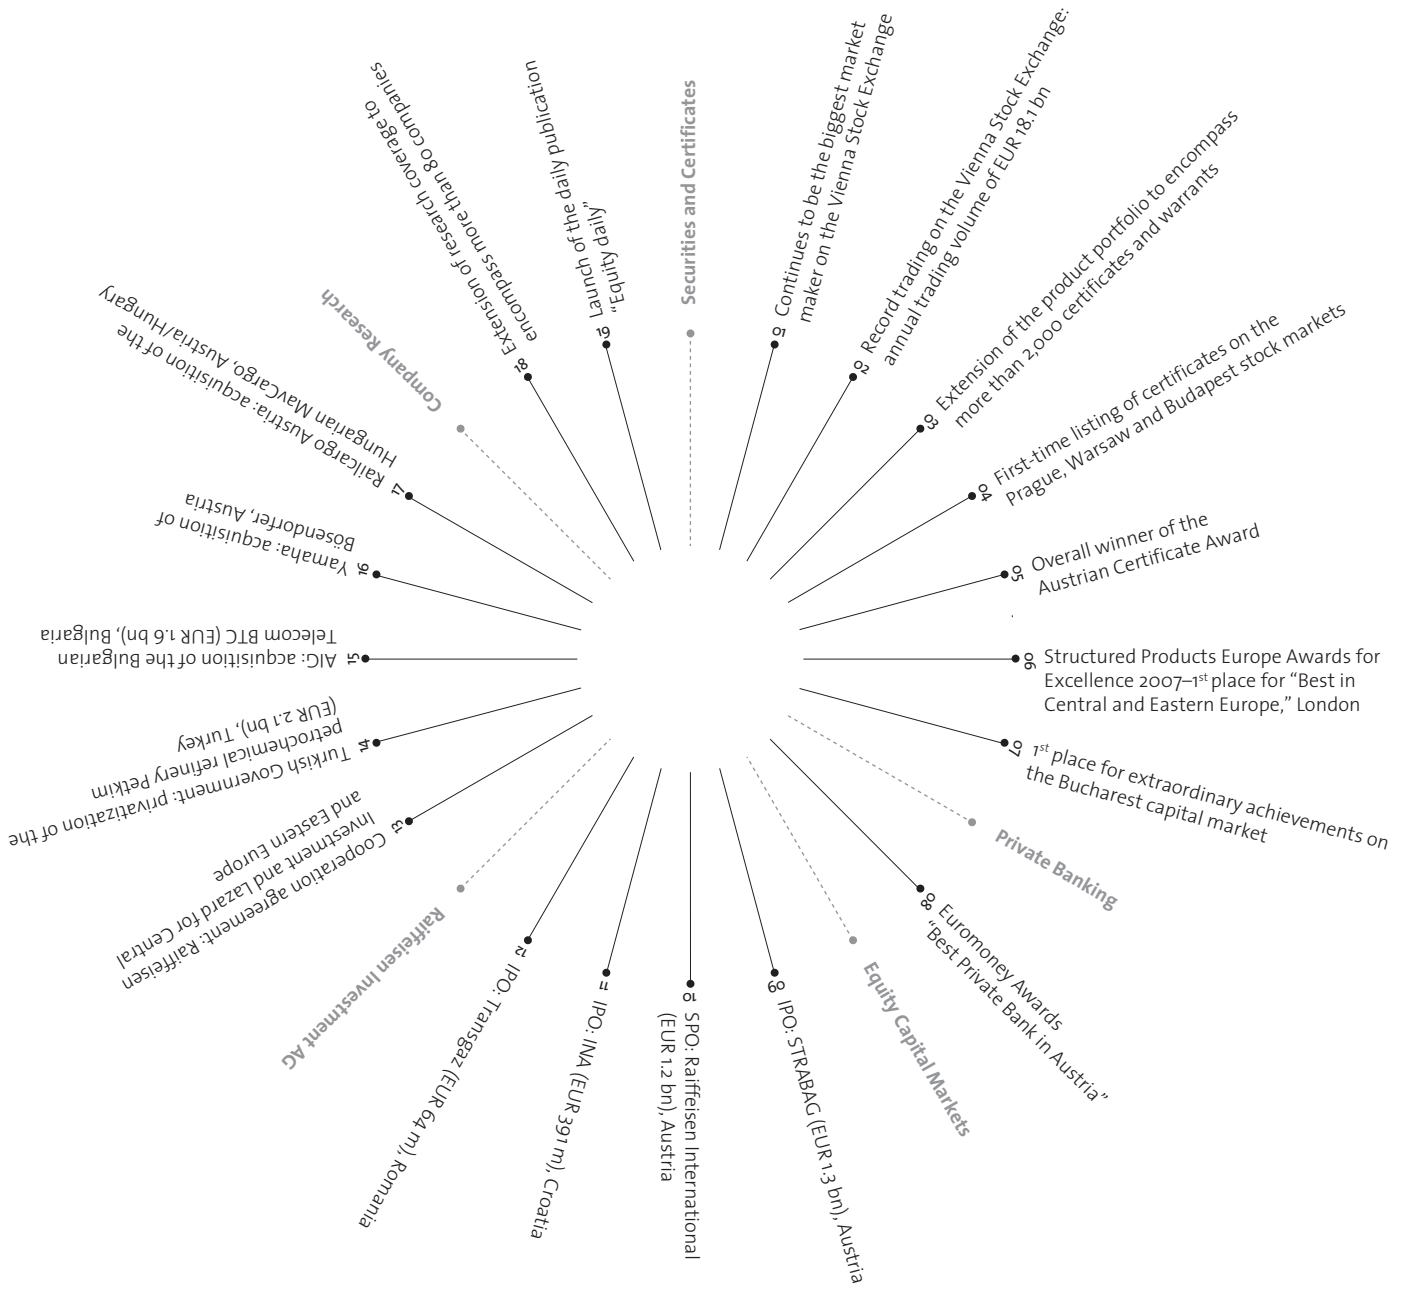 Securities and Certificates
01 Continues to be the biggest market
maker on the Vienna Stock Exchange
02 Record trading on the Vienna Stock Exchange:
annual trading volume of EUR 18.1 bn
03 Extension of the product portfolio to encompass
more than 2,000 certificates and warrants
04 First-time listing of certificates on the
Prague, Warsaw and Budapest stock markets
05 Overall winner of the
Austrian Certificate Award
06 Structured Products Europe Awards for
Excellence 2007–1st place for “Best in
Central and Eastern Europe,” London
07 1st place for extraordinary achievements on
the Bucharest capital market
Private Banking
08 Euromoney Awards
“Best Private Bank in Austria”
Equity Capital Markets
09 IPO: STRABAG (EUR 1.3 bn), Austria
10 SPO: Raiffeisen International
(EUR 1.2 bn), Austria
11 IPO: INA (EUR 391 m), Croatia
12 IPO: Transgaz (EUR 64 m), Romania
Raiffeisen Investment AG
13 Cooperation agreement: Raiffeisen
Investment and Lazard for Central
and Eastern Europe
14 Turkish Government: privatization of the
petrochemical refinery Petkim
(EUR 2.1 bn), Turkey
15 AIG: acquisition of the Bulgarian
Telecom BTC (EUR 1.6 bn), Bulgaria
16 Yamaha: acquisition of
Bösendorfer, Austria
17 Railcargo Austria: acquisition of the
Hungarian MavCargo, Austria/Hungary
Company Research
18 Extension of research coverage to
encompass more than 80 companies
19 Launch of the daily publication
“Equity daily”